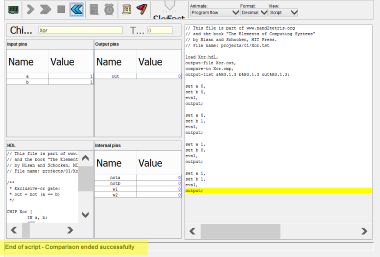 Animate:
Program flow
Format:
Decimal
View:
Script
Chi...
Xor
T...
0
Input pins
Name Value
a 1
b 1
Output pins
Name Value
out 0
HDL
// This file is part of www.
// and the book "The Element
// by Nisan and Schocken, MI
// File name: projects/01/Xo
/**
* Exclusive-or gate:
* out = not (a == b)
*/
CHIP Xor {
IN a, b;
Internal pins
Name Value
nota 0
notb 0
w1 0
w2 0
// This file is part of www.nand2tetris.org
// and the book "The Elements of Computing Systems"
// by Nisan and Schocken, MIT Press.
// File name: projects/01/Xor.tst
load Xor.hdl,
output-file Xor.out,
compare-to Xor.cmp,
output-list a%B3.1.3 b%B3.1.3 out%B3.1.3;
set a 0,
set b 0,
eval,
output;
set a 0,
set b 1,
eval,
output;
set a 1,
set b 0,
eval,
output;
set a 1,
set b 1,
eval,
output;
End of script - Comparison ended successfully